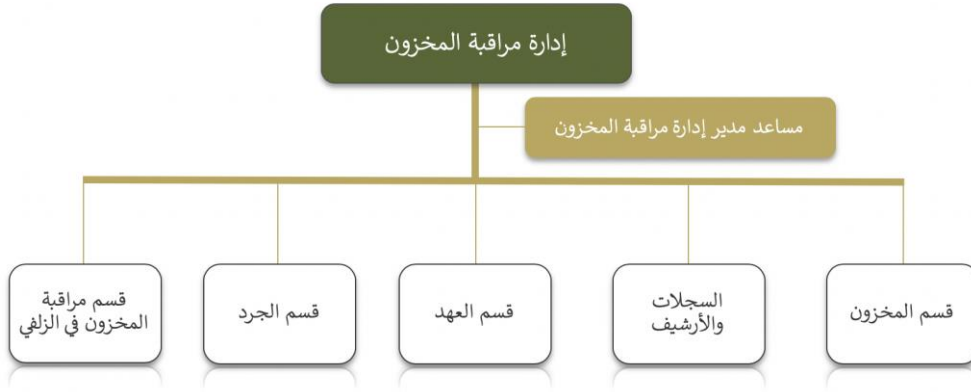 إدارة مراقبة المخزون
مساعد مدير إدارة مراقبة المخزون
قسم المخزون
السجلات
والأرشيف
قسم العهد
قسم الجرد
قسم مراقبة
المخزون في الزلفي